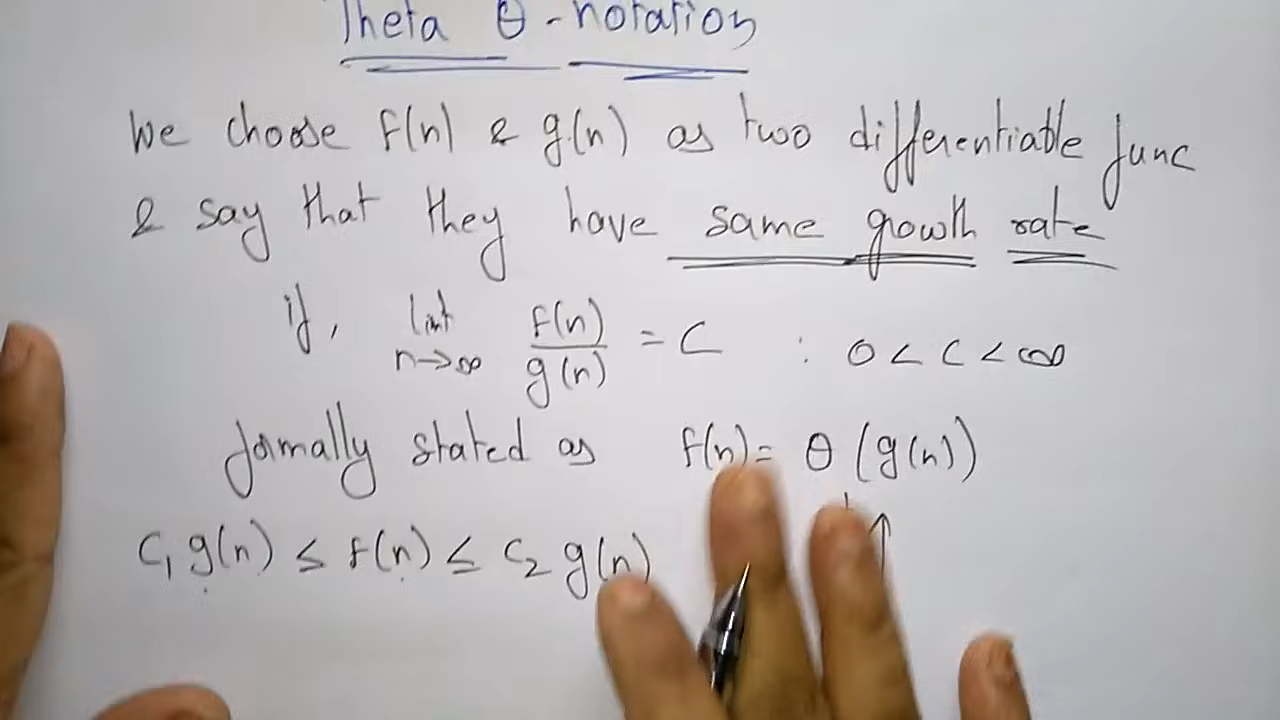 Theta θ - notation
We choose f(n) & g(n) as two differentiable func
& say that they have same growth rate
if, lim n→∞ f(n)/g(n) = C : 0 < C < ∞
formally stated as f(n) = θ (g(n))
C₁ g(n) ≤ f(n) ≤ C₂ g(n)